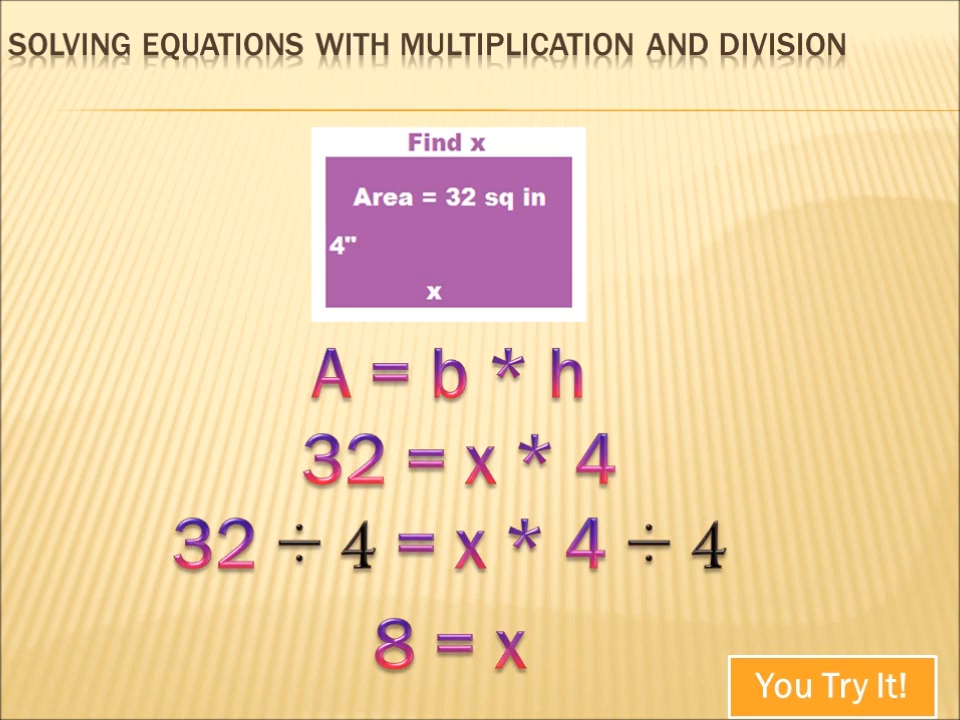 SOLVING EQUATIONS WITH MULTIPLICATION AND DIVISION
Find x
Area = 32 sq in
4"
x
A = b * h
32 = x * 4
32 ÷ 4 = x * 4 ÷ 4
8 = x
You Try It!